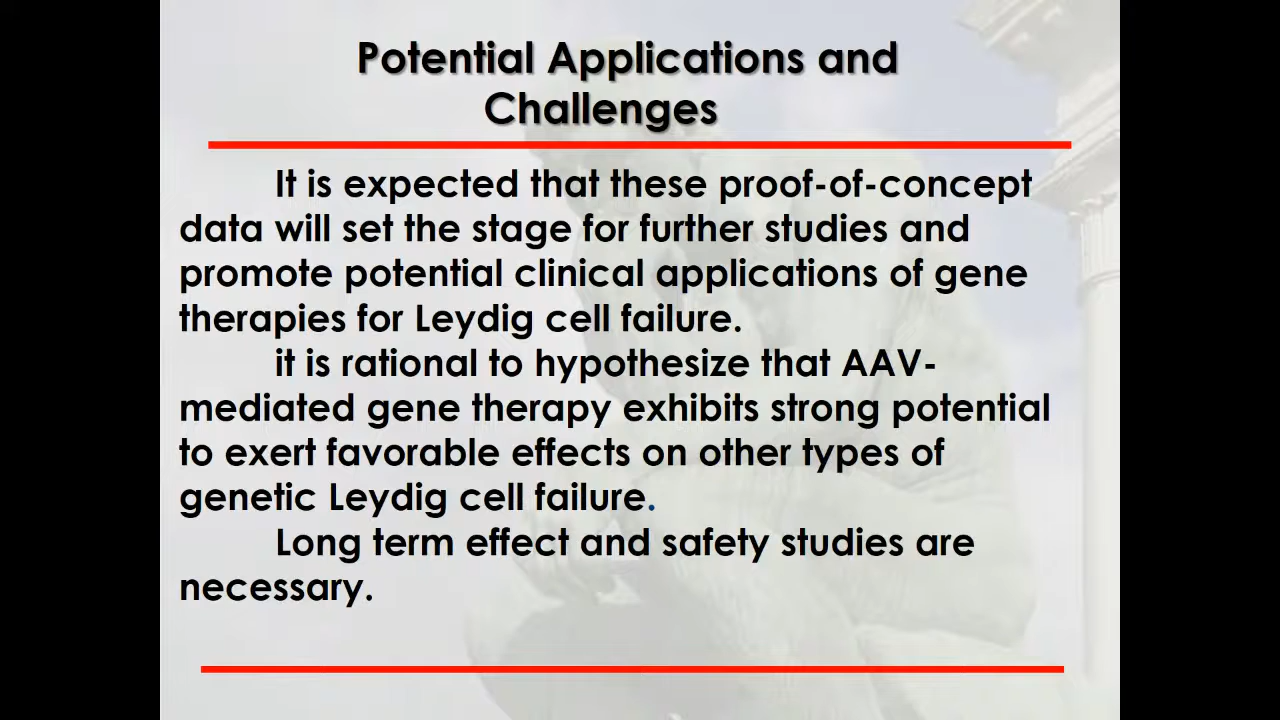 Potential Applications and
Challenges
It is expected that these proof-of-concept
data will set the stage for further studies and
promote potential clinical applications of gene
therapies for Leydig cell failure.
it is rational to hypothesize that AAV-
mediated gene therapy exhibits strong potential
to exert favorable effects on other types of
genetic Leydig cell failure.
Long term effect and safety studies are
necessary.